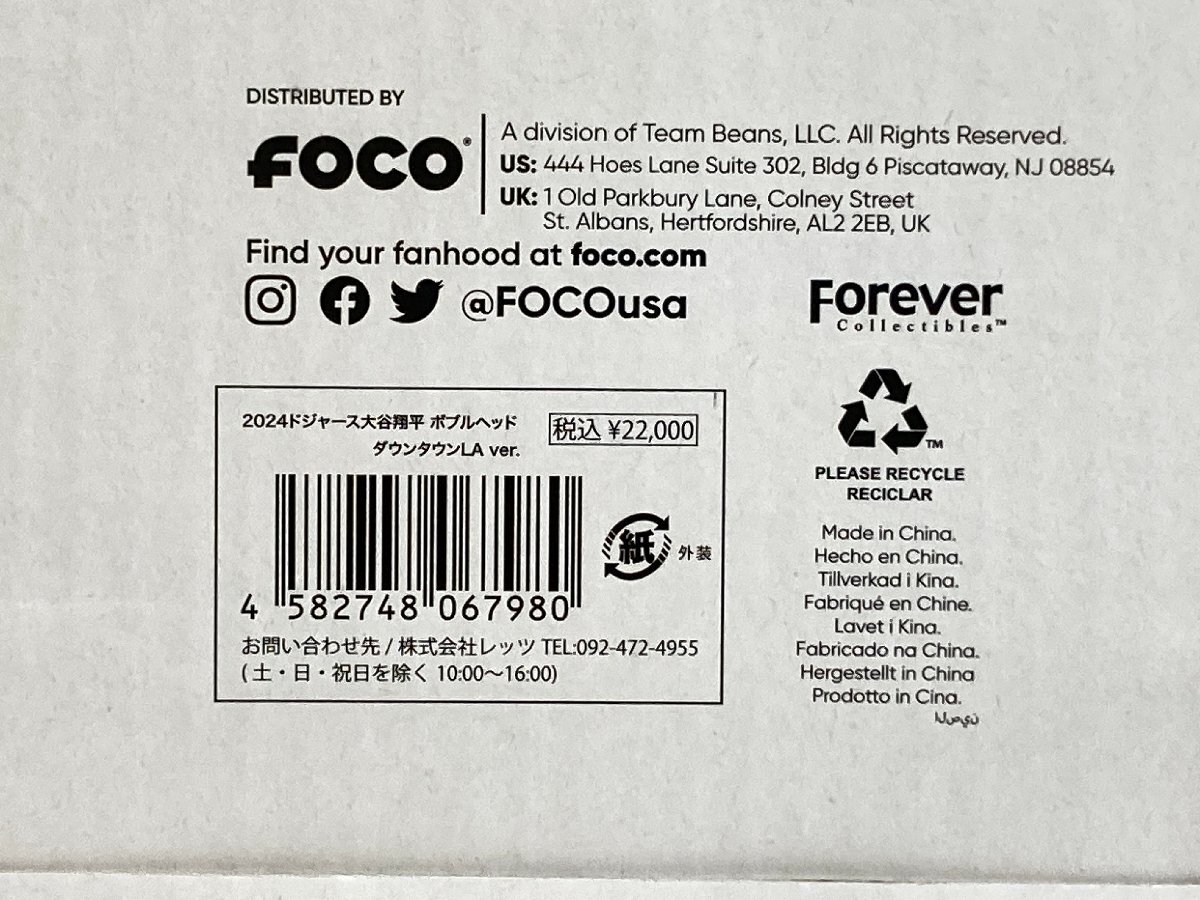 DISTRIBUTED BY
FOCO®
A division of Team Beans, LLC. All Rights Reserved.
US: 444 Hoes Lane Suite 302, Bldg 6 Piscataway, NJ 08854
UK: 1 Old Parkbury Lane, Colney Street
St. Albans, Hertfordshire, AL2 2EB, UK
Find your fanhood at foco.com
@FOCOusa
Forever
Collectibles™
2024ドジャース大谷翔平 ボブルヘッド
ダウンタウンLA ver.
税込 ¥22,000
4 582748 067980
紙 外装
お問い合わせ先 / 株式会社レッツ TEL:092-472-4955
(土・日・祝日を除く 10:00～16:00)
TM
PLEASE RECYCLE
RECICLAR
Made in China.
Hecho en China.
Tillverkad i Kina.
Fabriqué en Chine.
Lavet i Kina.
Fabricado na China.
Hergestellt in China
Prodotto in Cina.